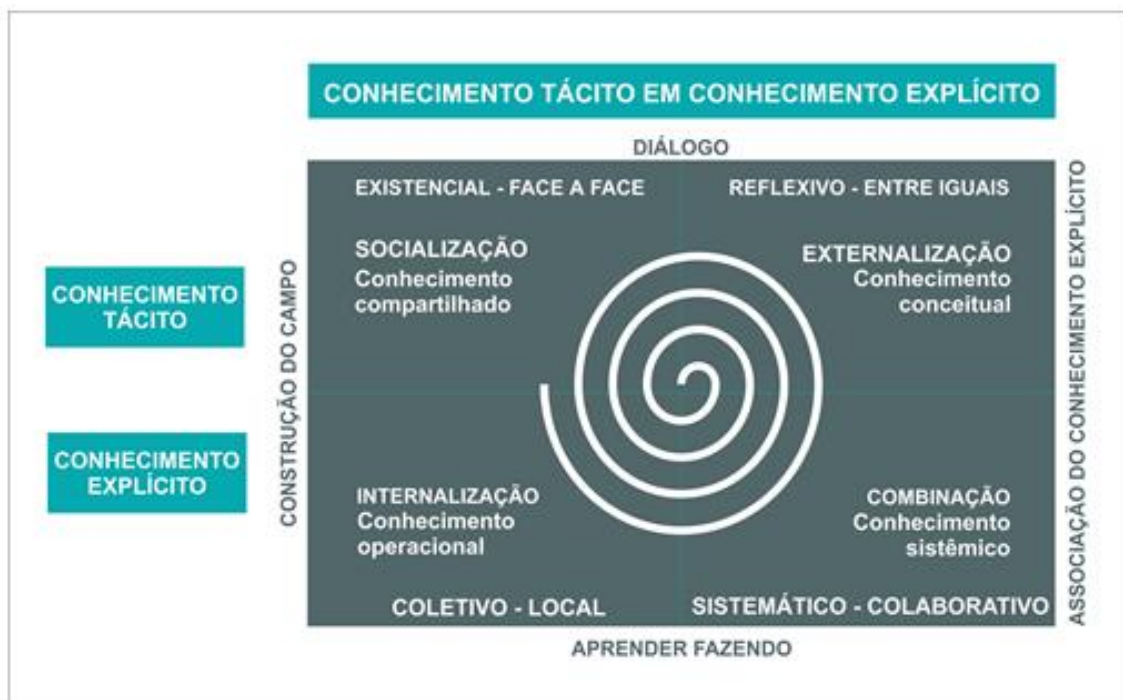 CONHECIMENTO TÁCITO EM CONHECIMENTO EXPLÍCITO
DIÁLOGO
EXISTENCIAL - FACE A FACE
REFLEXIVO - ENTRE IGUAIS
SOCIALIZAÇÃO
Conhecimento
compartilhado
EXTERNALIZAÇÃO
Conhecimento
conceitual
CONHECIMENTO
TÁCITO
CONSTRUÇÃO DO CAMPO
ASSOCIAÇÃO DO CONHECIMENTO EXPLÍCITO
CONHECIMENTO
EXPLÍCITO
INTERNALIZAÇÃO
Conhecimento
operacional
COMBINAÇÃO
Conhecimento
sistêmico
COLETIVO - LOCAL
SISTEMÁTICO - COLABORATIVO
APRENDER FAZENDO